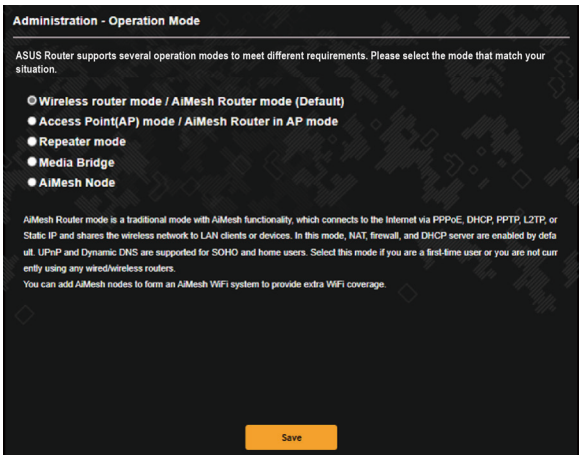 Administration - Operation Mode
ASUS Router supports several operation modes to meet different requirements. Please select the mode that match your
situation.
Wireless router mode / AiMesh Router mode (Default)
Access Point(AP) mode / AiMesh Router in AP mode
Repeater mode
Media Bridge
AiMesh Node
AiMesh Router mode is a traditional mode with AiMesh functionality, which connects to the Internet via PPPoE, DHCP, PPTP, L2TP, or
Static IP and shares the wireless network to LAN clients or devices. In this mode, NAT, firewall, and DHCP server are enabled by defa
ult. UPnP and Dynamic DNS are supported for SOHO and home users. Select this mode if you are a first-time user or you are not curr
ently using any wired/wireless routers.
You can add AiMesh nodes to form an AiMesh WiFi system to provide extra WiFi coverage.
Save